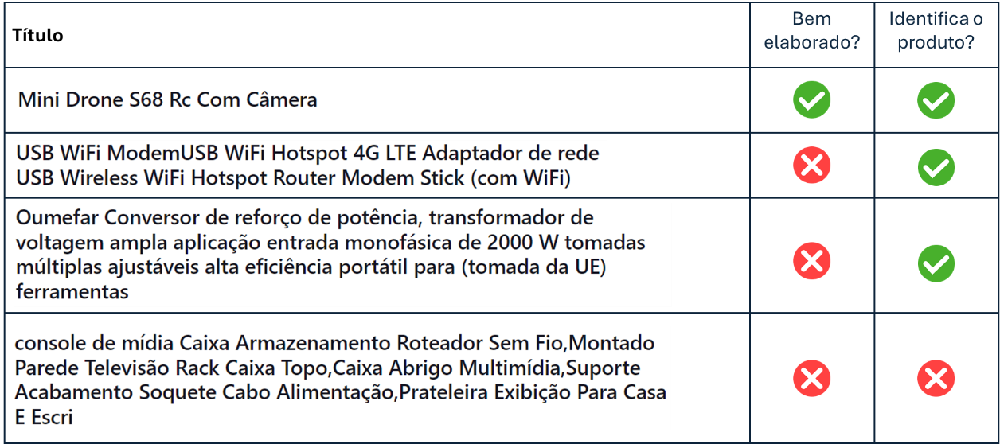 Título
Bem
elaborado?
Identifica o
produto?
Mini Drone S68 Rc Com Câmera
USB WiFi ModemUSB WiFi Hotspot 4G LTE Adaptador de rede
USB Wireless WiFi Hotspot Router Modem Stick (com WiFi)
Oumefar Conversor de reforço de potência, transformador de
voltagem ampla aplicação entrada monofásica de 2000 W tomadas
múltiplas ajustáveis alta eficiência portátil para (tomada da UE)
ferramentas
console de mídia Caixa Armazenamento Roteador Sem Fio,Montado
Parede Televisão Rack Caixa Topo,Caixa Abrigo Multimídia,Suporte
Acabamento Soquete Cabo Alimentação,Prateleira Exibição Para Casa
E Escri